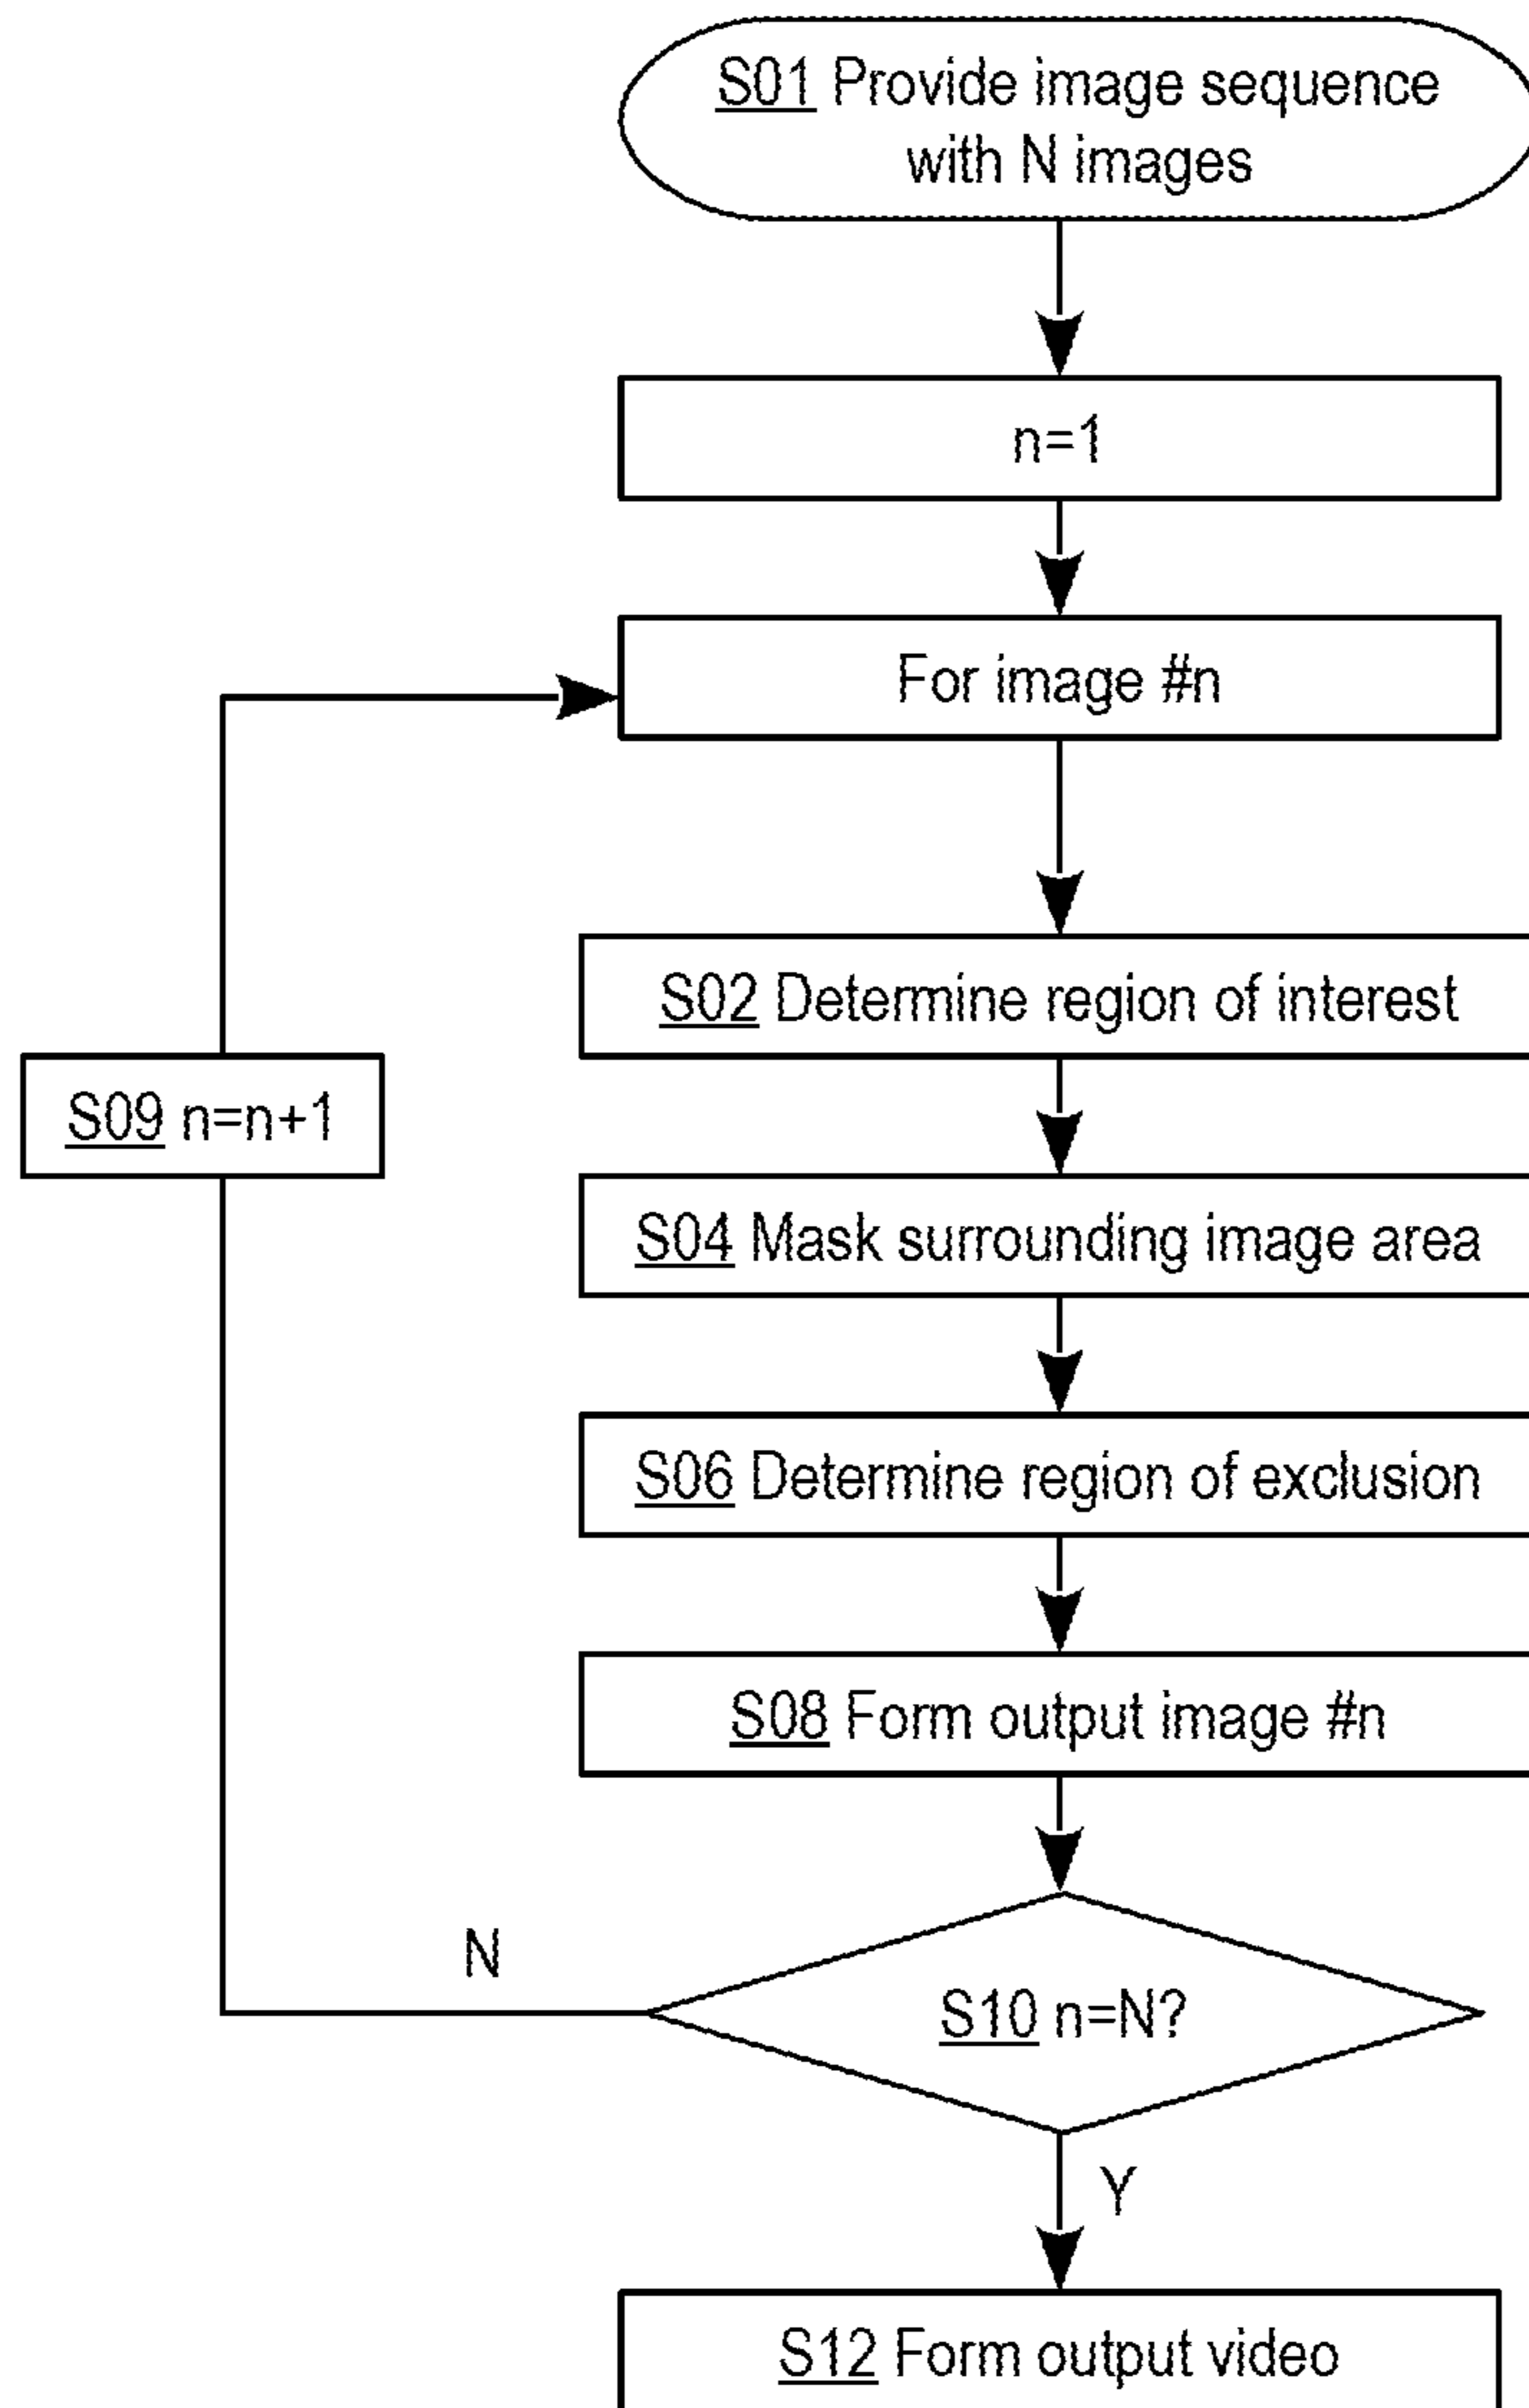 S01 Provide image sequence
with N images
n=1
For image #n
S02 Determine region of interest
S09 n=n+1
S04 Mask surrounding image area
S06 Determine region of exclusion
S08 Form output image #n
N
S10 n=N?
Y
S12 Form output video